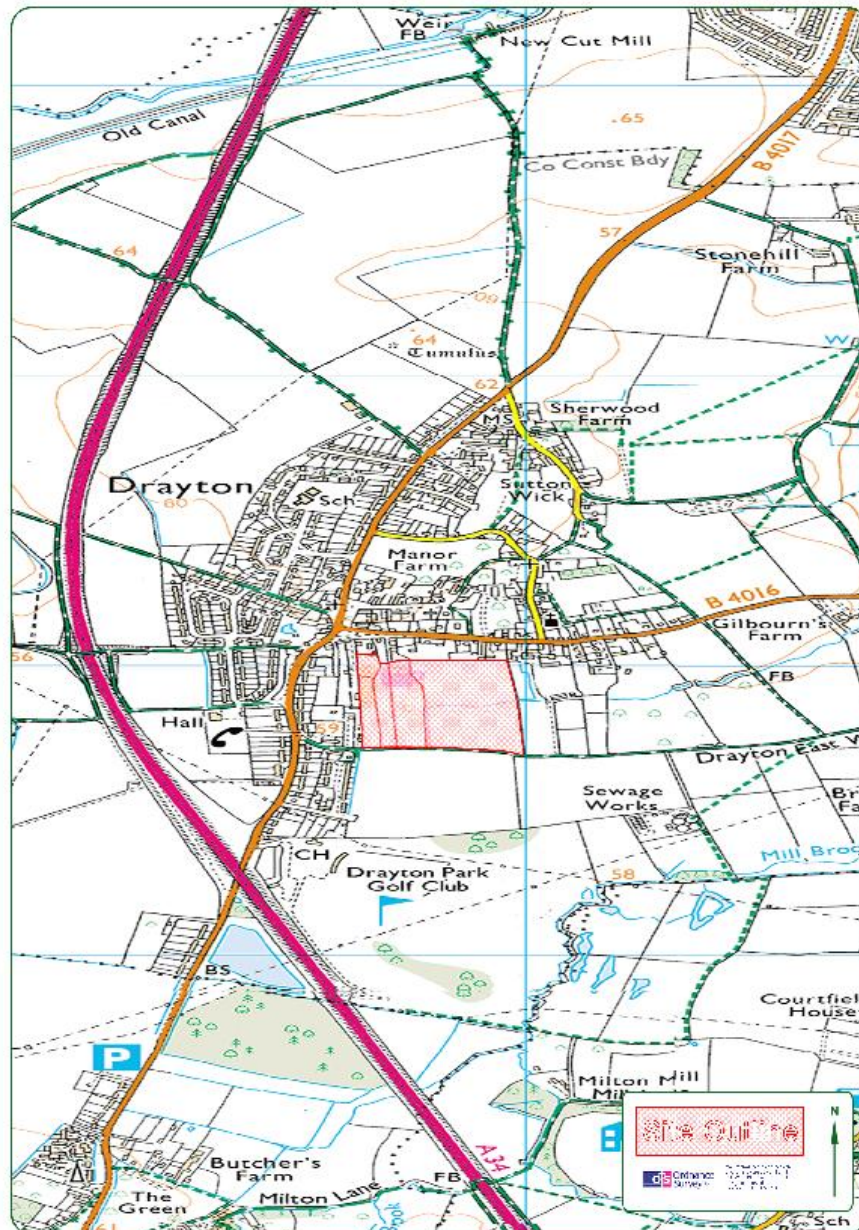 Weir
FB
New Cut Mill
Old Canal
65
Co Const Bdy
B 4017
57
Stonehill
Farm
64
60
64
Tumulus
W
62
MS
Sherwood
Farm
Drayton
Sch
Sutton
Wick
80
Manor
Farm
B 4016
Gilbourn's
Farm
56
FB
Hall
59
Drayton East W
Sewage
Works
Br
Fa
Mill Broo
CH
Drayton Park
Golf Club
58
BS
Courtfiel
House
P
Milton Mill
Site Outline
N
Ordnance
Survey
A34
Butcher's
Farm
FB
The
Green
Milton Lane
61
Sch